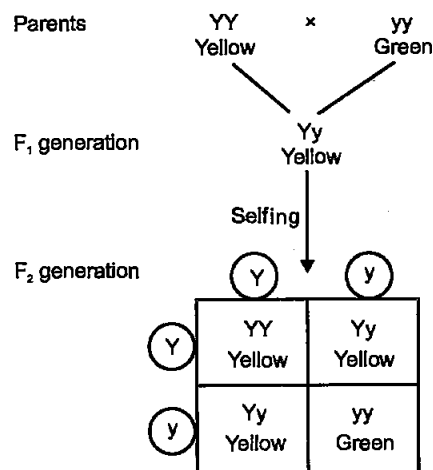 Parents YY × yy
Yellow Green
Yy
F₁ generation Yellow
Selfing
F₂ generation
Y y
Y YY Yy
Yellow Yellow
y Yy yy
Yellow Green